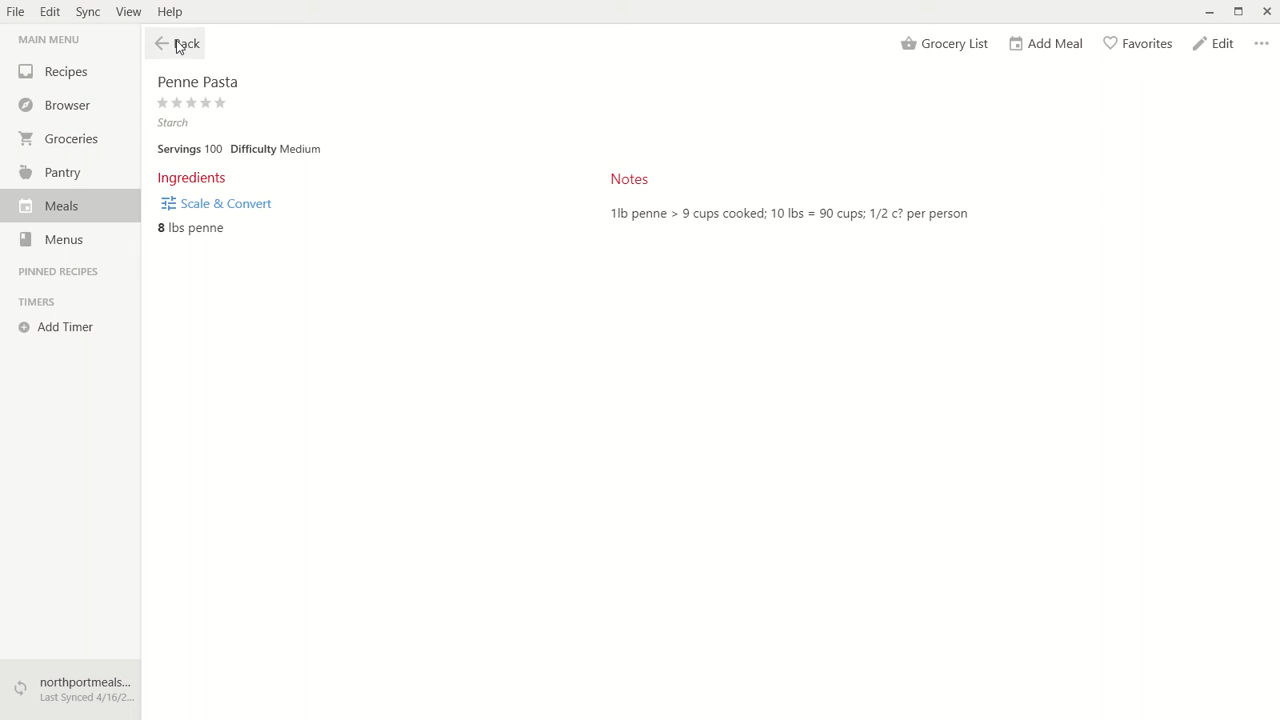 File Edit Sync View Help
MAIN MENU
Recipes
Browser
Groceries
Pantry
Meals
Menus
PINNED RECIPES
TIMERS
Add Timer
northportmeals...
Last Synced 4/16/2...
Back
Grocery List Add Meal Favorites Edit
Penne Pasta
Starch
Servings 100 Difficulty Medium
Ingredients
Scale & Convert
8 lbs penne
Notes
1lb penne > 9 cups cooked; 10 lbs = 90 cups; 1/2 c? per person